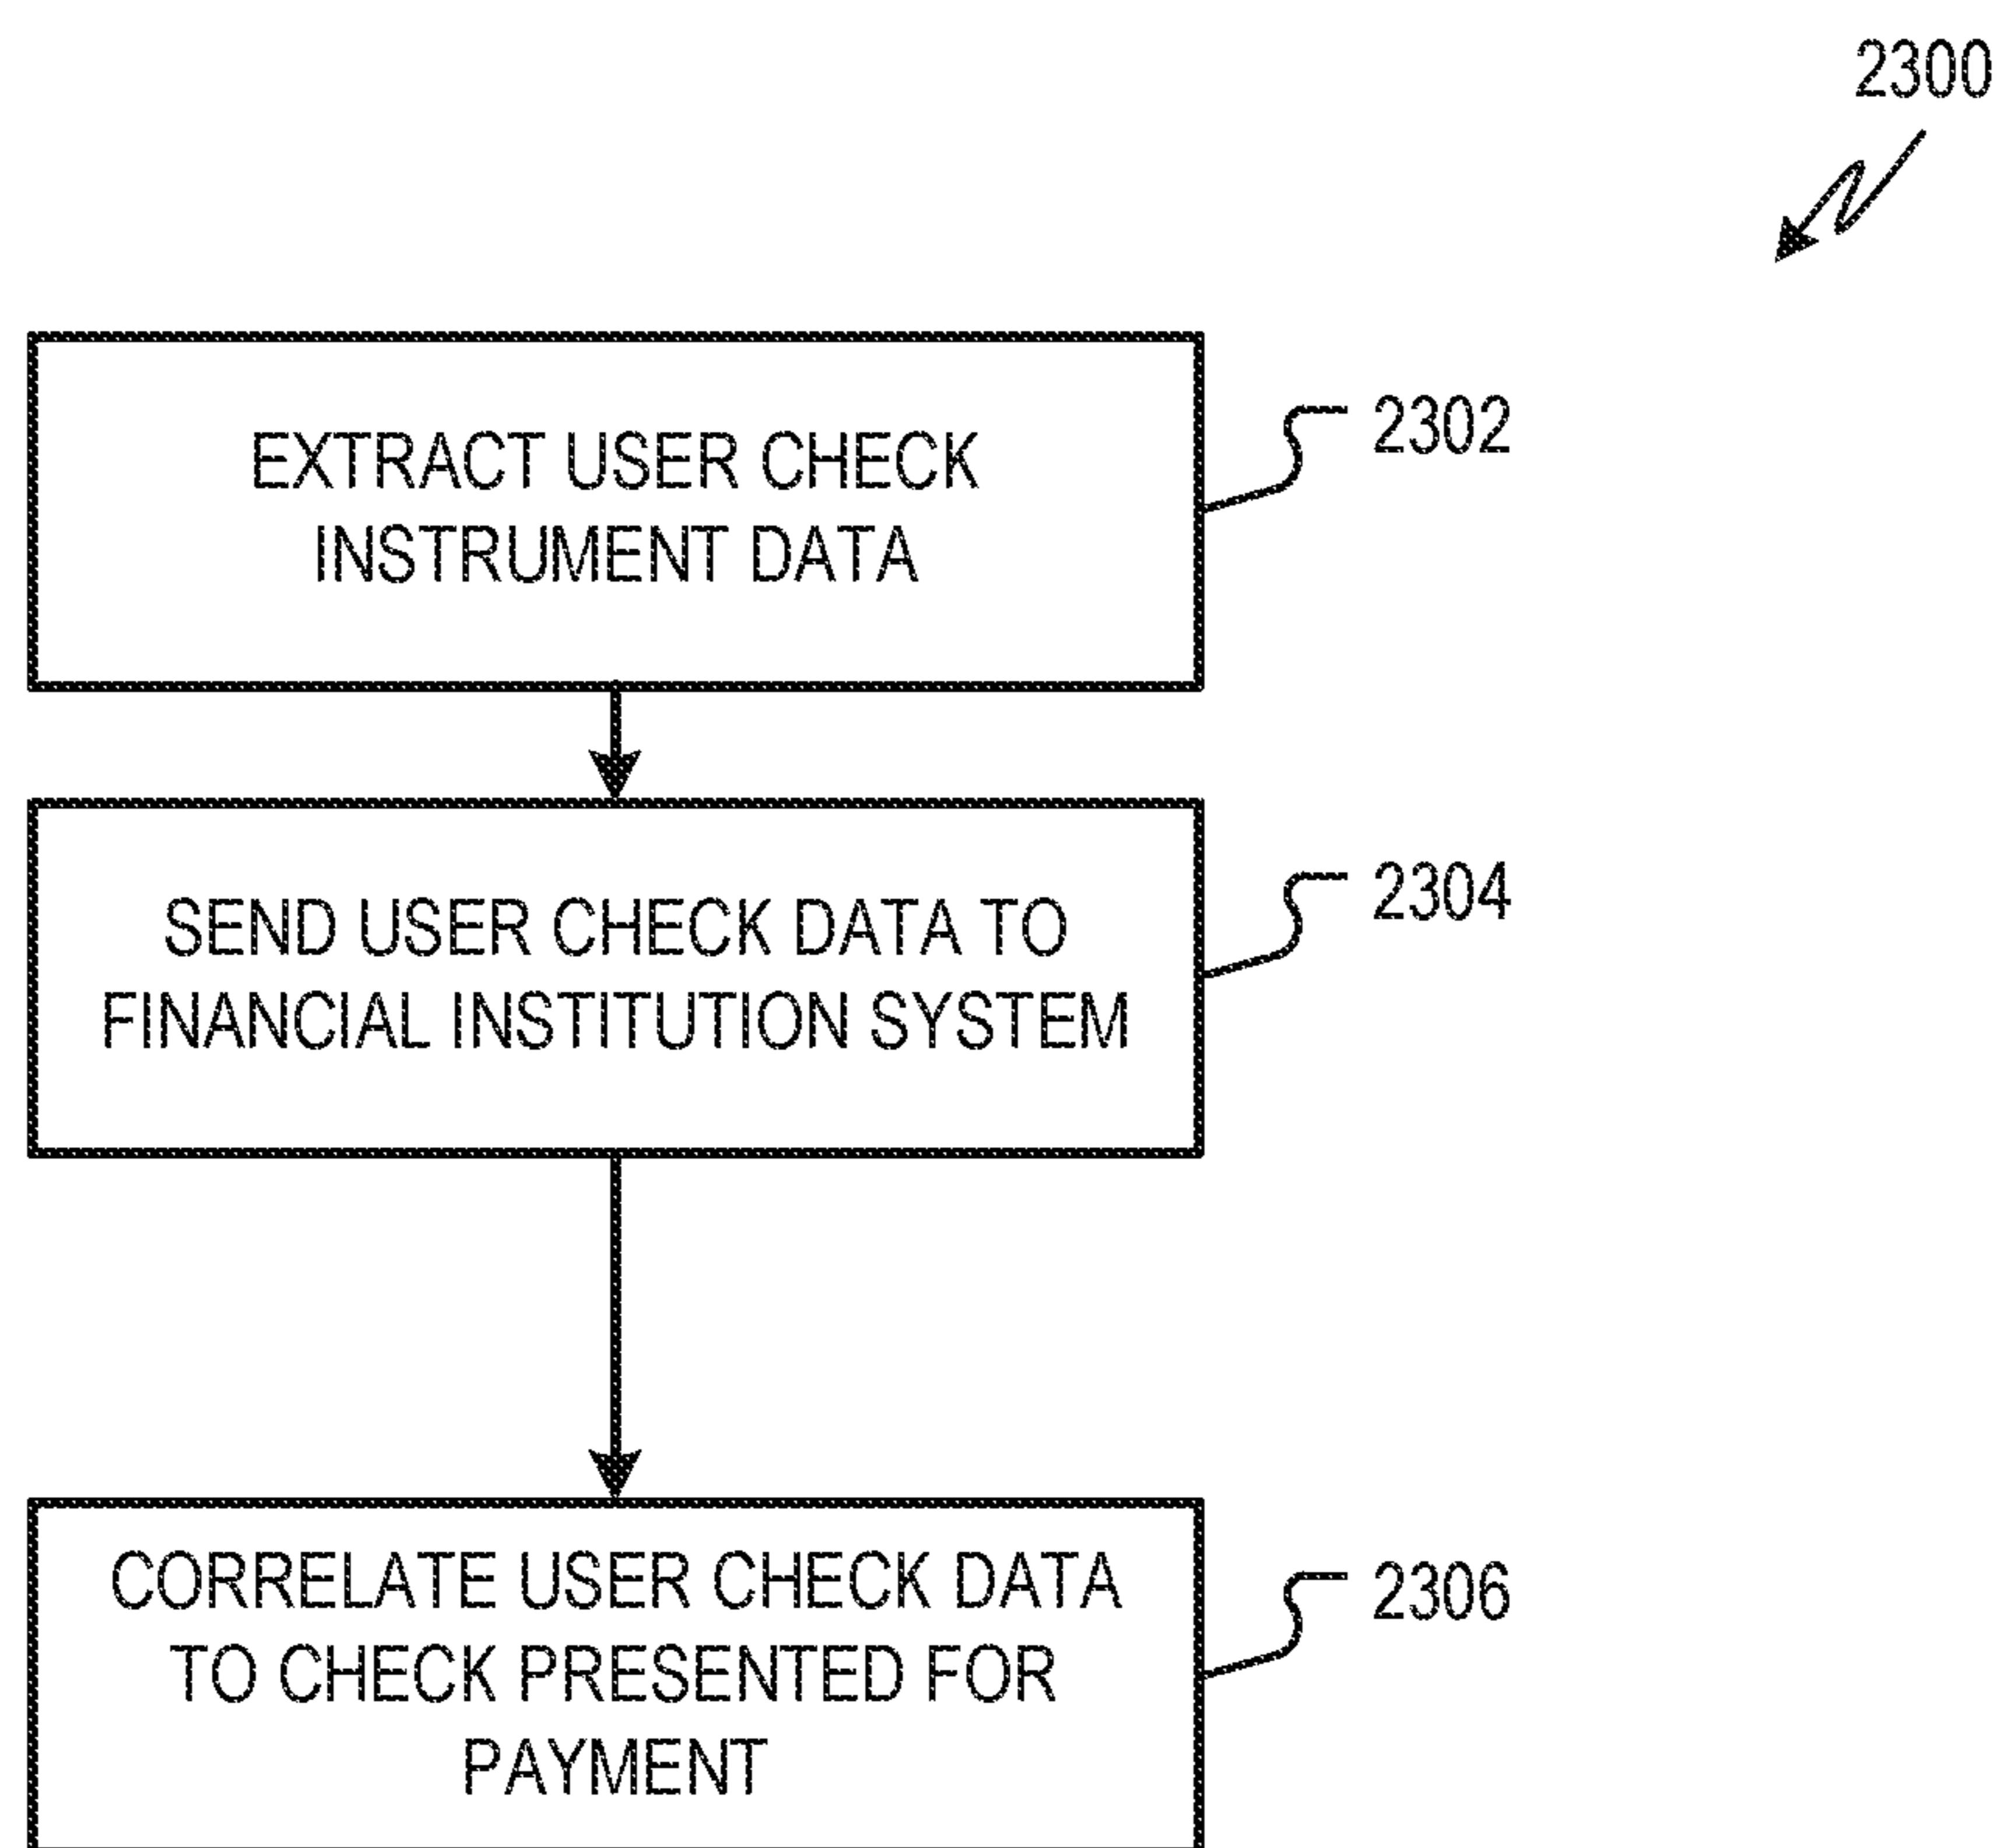 2300
EXTRACT USER CHECK
INSTRUMENT DATA
2302
SEND USER CHECK DATA TO
FINANCIAL INSTITUTION SYSTEM
2304
CORRELATE USER CHECK DATA
TO CHECK PRESENTED FOR
PAYMENT
2306